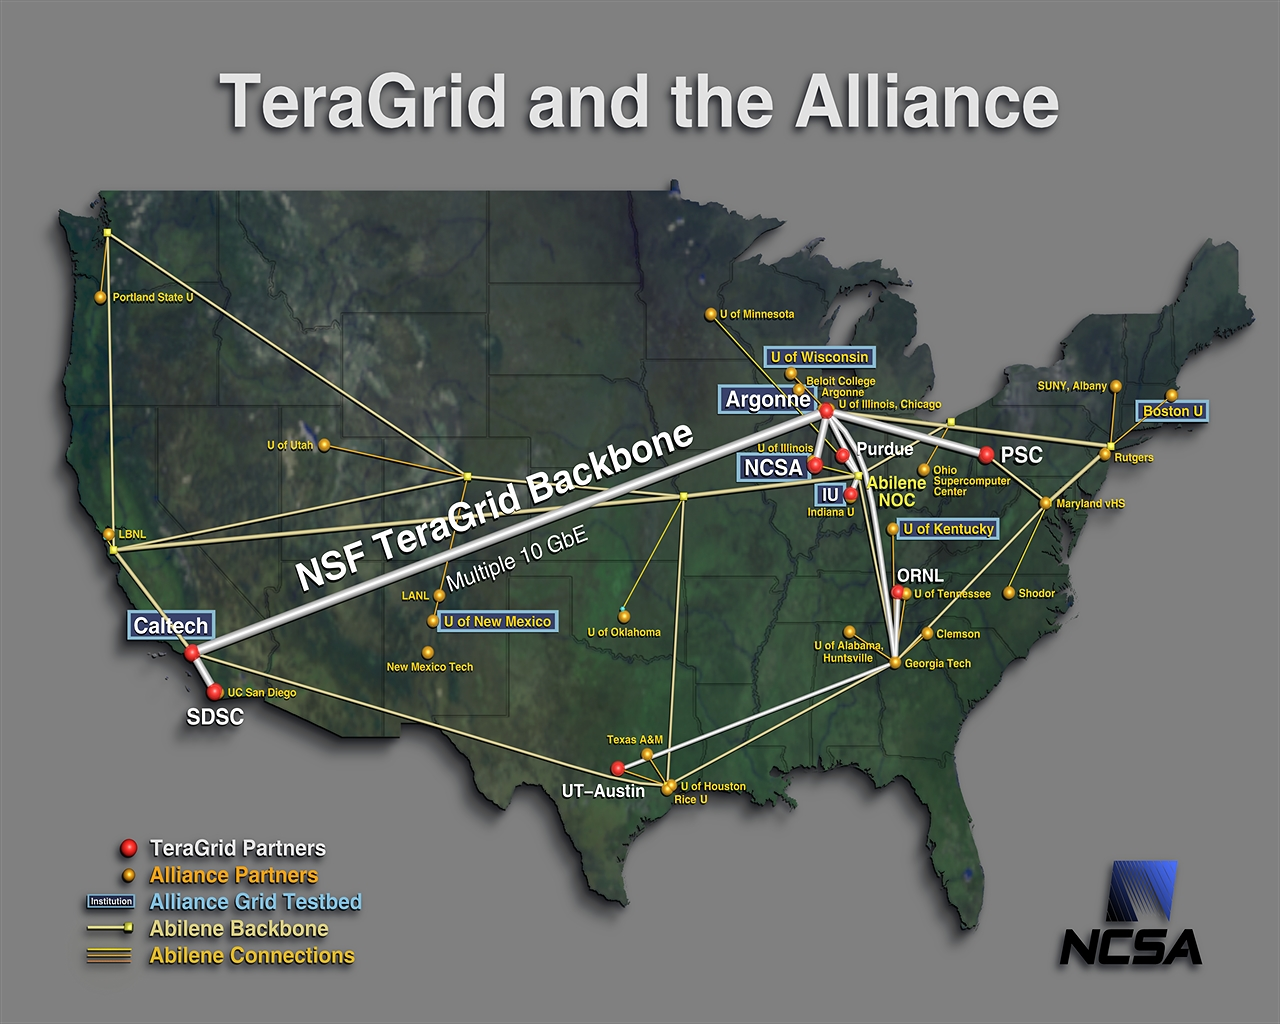 TeraGrid and the Alliance
Portland State U
U of Minnesota
U of Wisconsin
Beloit College
Argonne
Argonne
U of Illinois, Chicago
SUNY, Albany
Boston U
U of Utah
U of Illinois
Purdue
PSC
Rutgers
NCSA
Ohio
Supercomputer
Center
Abilene
NOC
IU
Indiana U
Maryland vHS
NSF TeraGrid Backbone
Multiple 10 GbE
LBNL
U of Kentucky
ORNL
U of Tennessee
Shodor
LANL
U of New Mexico
Caltech
U of Oklahoma
Clemson
U of Alabama,
Huntsville
Georgia Tech
New Mexico Tech
UC San Diego
SDSC
Texas A&M
UT-Austin
U of Houston
Rice U
TeraGrid Partners
Alliance Partners
Institution
Alliance Grid Testbed
Abilene Backbone
Abilene Connections
NCSA